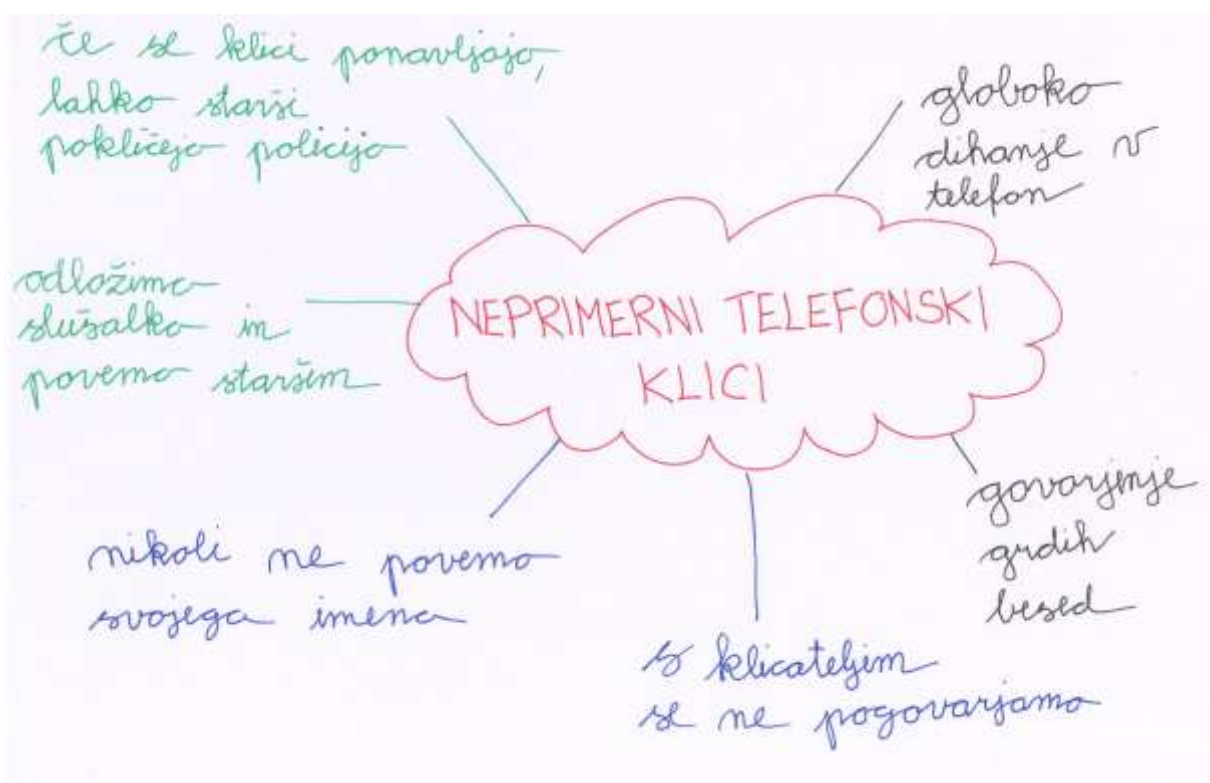 če se klici ponavljajo,
lahko starši
pokličejo policijo
globoko
dihanje v
telefon
NEPRIMERNI TELEFONSKI
KLICI
odložimo
slušalko in
povemo staršem
govorjenje
grdih
besed
nikoli ne povemo
svojega imena
s klicateljim
se ne pogovarjamo